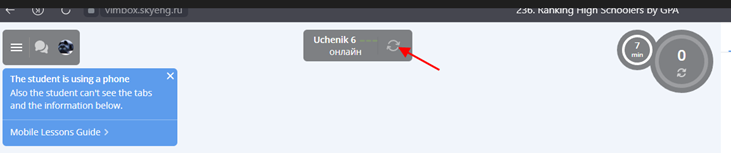 vimbox.skyeng.ru
236. Ranking High Schoolers by GPA
Uchenik 6
онлайн
7
min
0
The student is using a phone
Also the student can't see the tabs
and the information below.
Mobile Lessons Guide >